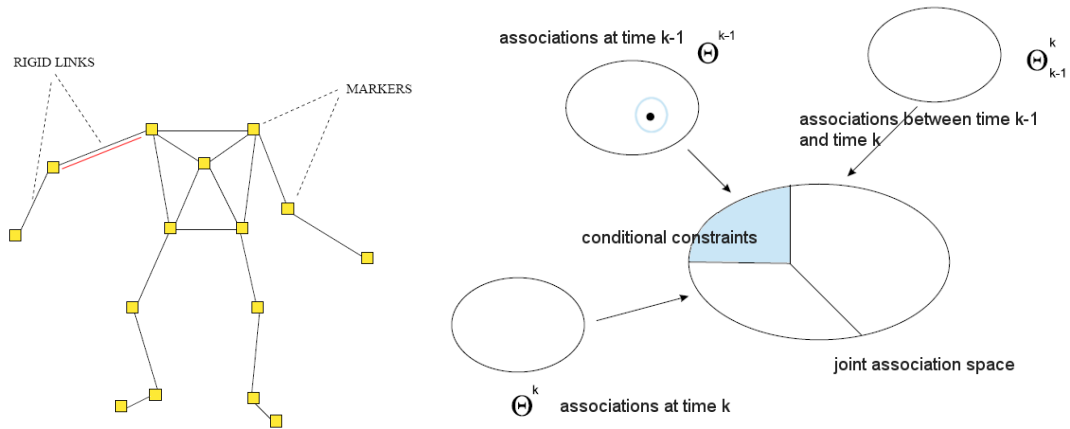 RIGID LINKS
MARKERS
associations at time k-1
Θ^{k-1}
Θ^{k}_{k-1}
associations between time k-1
and time k
conditional constraints
joint association space
Θ^{k}
associations at time k